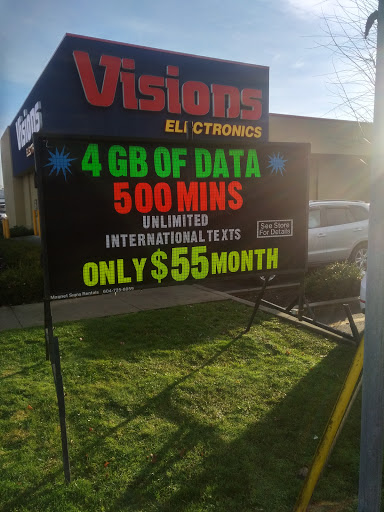 Visions
ELECTRONICS
4 GB OF DATA
500 MINS
UNLIMITED
INTERNATIONAL TEXTS
See Store
For Details
ONLY $55 MONTH